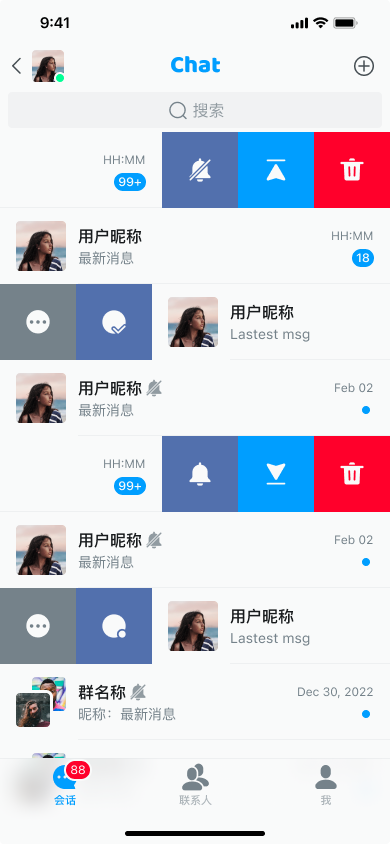 9:41
Chat
搜索
HH:MM
99+
用户昵称
HH:MM
最新消息
18
用户昵称
Lastest msg
用户昵称
Feb 02
最新消息
HH:MM
99+
用户昵称
Feb 02
最新消息
用户昵称
Lastest msg
群名称
Dec 30, 2022
昵称：最新消息
88
会话
联系人
我